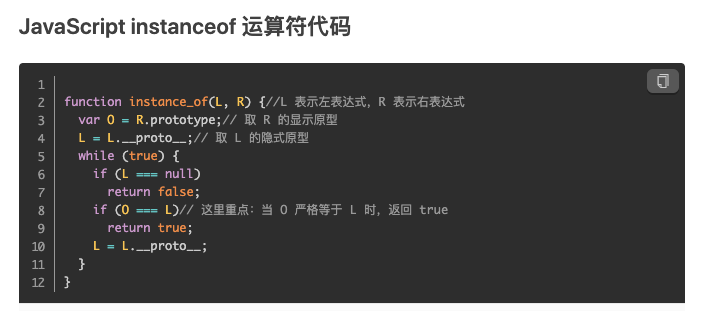 JavaScript instanceof 运算符代码
1
2 function instance_of(L, R) {//L 表示左表达式，R 表示右表达式
3 var O = R.prototype;// 取 R 的显示原型
4 L = L.__proto__;// 取 L 的隐式原型
5 while (true) {
6 if (L === null)
7 return false;
8 if (O === L)// 这里重点：当 O 严格等于 L 时，返回 true
9 return true;
10 L = L.__proto__;
11 }
12 }